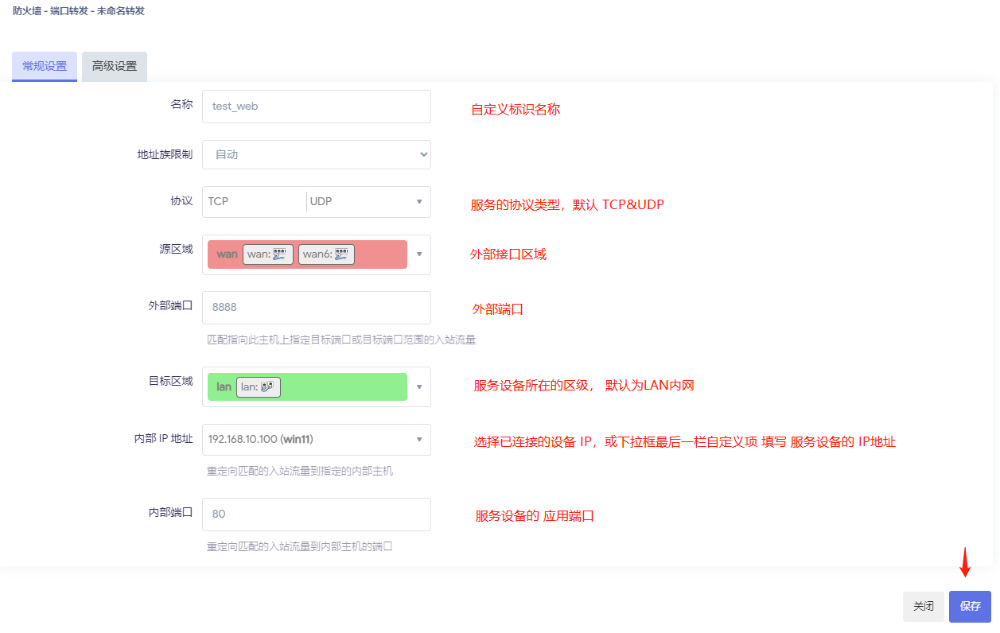 防火墙 - 端口转发 - 未命名转发
常规设置 高级设置
名称 test_web 自定义标识名称
地址族限制 自动
协议 TCP UDP 服务的协议类型，默认 TCP&UDP
源区域 wan wan: wan6: 外部接口区域
外部端口 8888 外部端口
匹配指向此主机上指定目标端口或目标端口范围的入站流量
目标区域 lan lan: 服务设备所在的区级， 默认为LAN内网
内部 IP 地址 192.168.10.100 (win11) 选择已连接的设备 IP，或下拉框最后一栏自定义项 填写 服务设备的 IP地址
重定向匹配的入站流量到指定的内部主机
内部端口 80 服务设备的 应用端口
重定向匹配的入站流量到内部主机的端口
关闭 保存